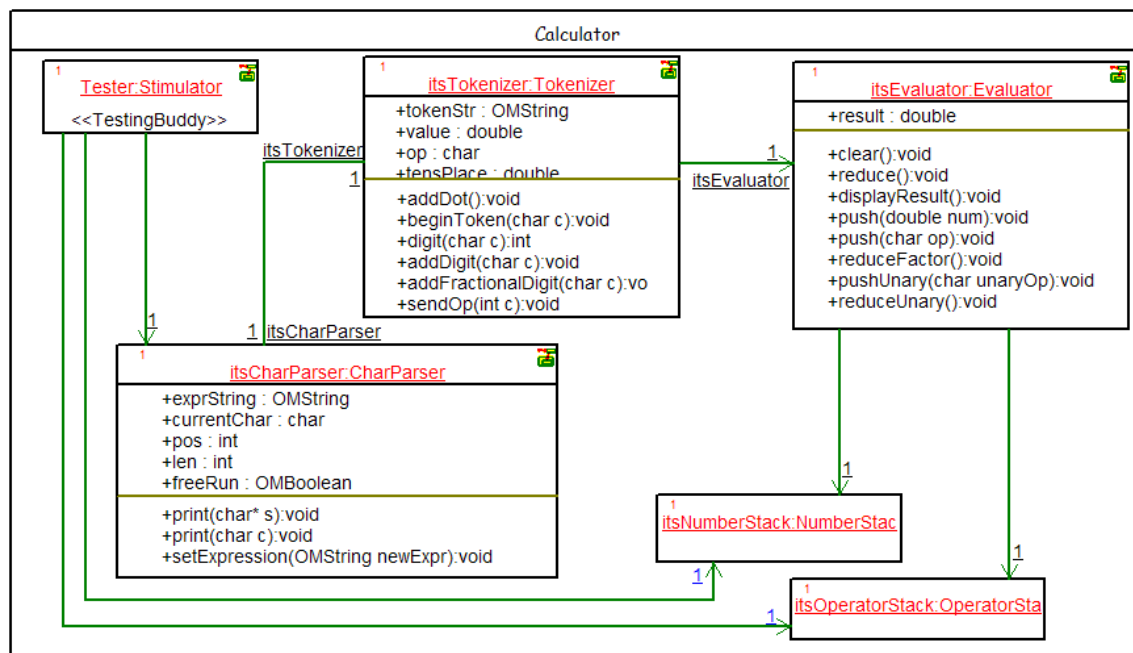 Calculator
1
Tester:Stimulator
<<TestingBuddy>>
1
itsTokenizer:Tokenizer
+tokenStr : OMString
+value : double
+op : char
+tensPlace : double
+addDot():void
+beginToken(char c):void
+digit(char c):int
+addDigit(char c):void
+addFractionalDigit(char c):vo
+sendOp(int c):void
1
itsEvaluator:Evaluator
+result : double
+clear():void
+reduce():void
+displayResult():void
+push(double num):void
+push(char op):void
+reduceFactor():void
+pushUnary(char unaryOp):void
+reduceUnary():void
itsTokenizer
1
1
itsEvaluator
1
1
itsCharParser
1
itsCharParser:CharParser
+exprString : OMString
+currentChar : char
+pos : int
+len : int
+freeRun : OMBoolean
+print(char* s):void
+print(char c):void
+setExpression(OMString newExpr):void
1
1
itsNumberStack:NumberStac
1
1
1
itsOperatorStack:OperatorSta
1